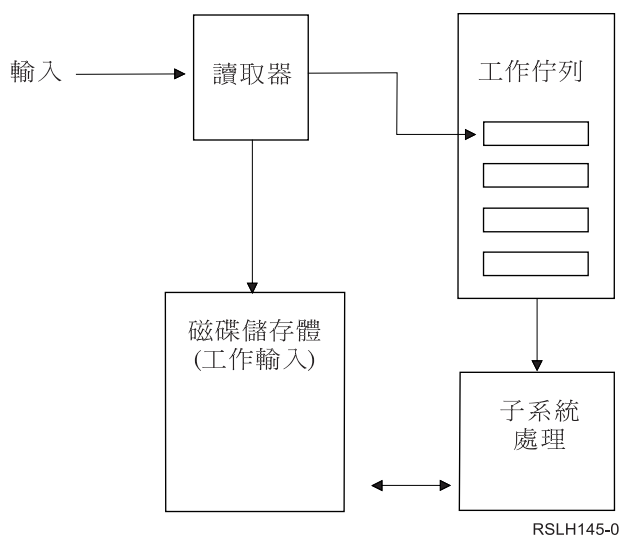 輸入
讀取器
工作佇列
磁碟儲存體
(工作輸入)
子系統
處理
RSLH145-0